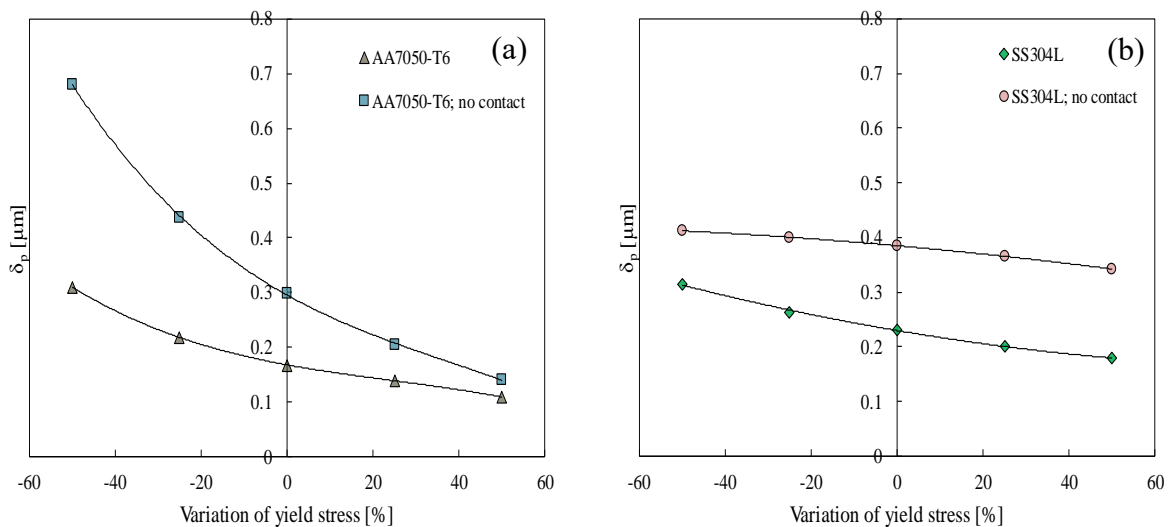 0.8
(a)
AA7050-T6
0.7
AA7050-T6; no contact
0.6
0.5
δp [µm]
0.4
0.3
0.2
0.1
0
-60 -40 -20 0 20 40 60
Variation of yield stress [%]
0.8
(b)
SS304L
0.7
SS304L; no contact
0.6
0.5
δp [µm]
0.4
0.3
0.2
0.1
0
-60 -40 -20 0 20 40 60
Variation of yield stress [%]